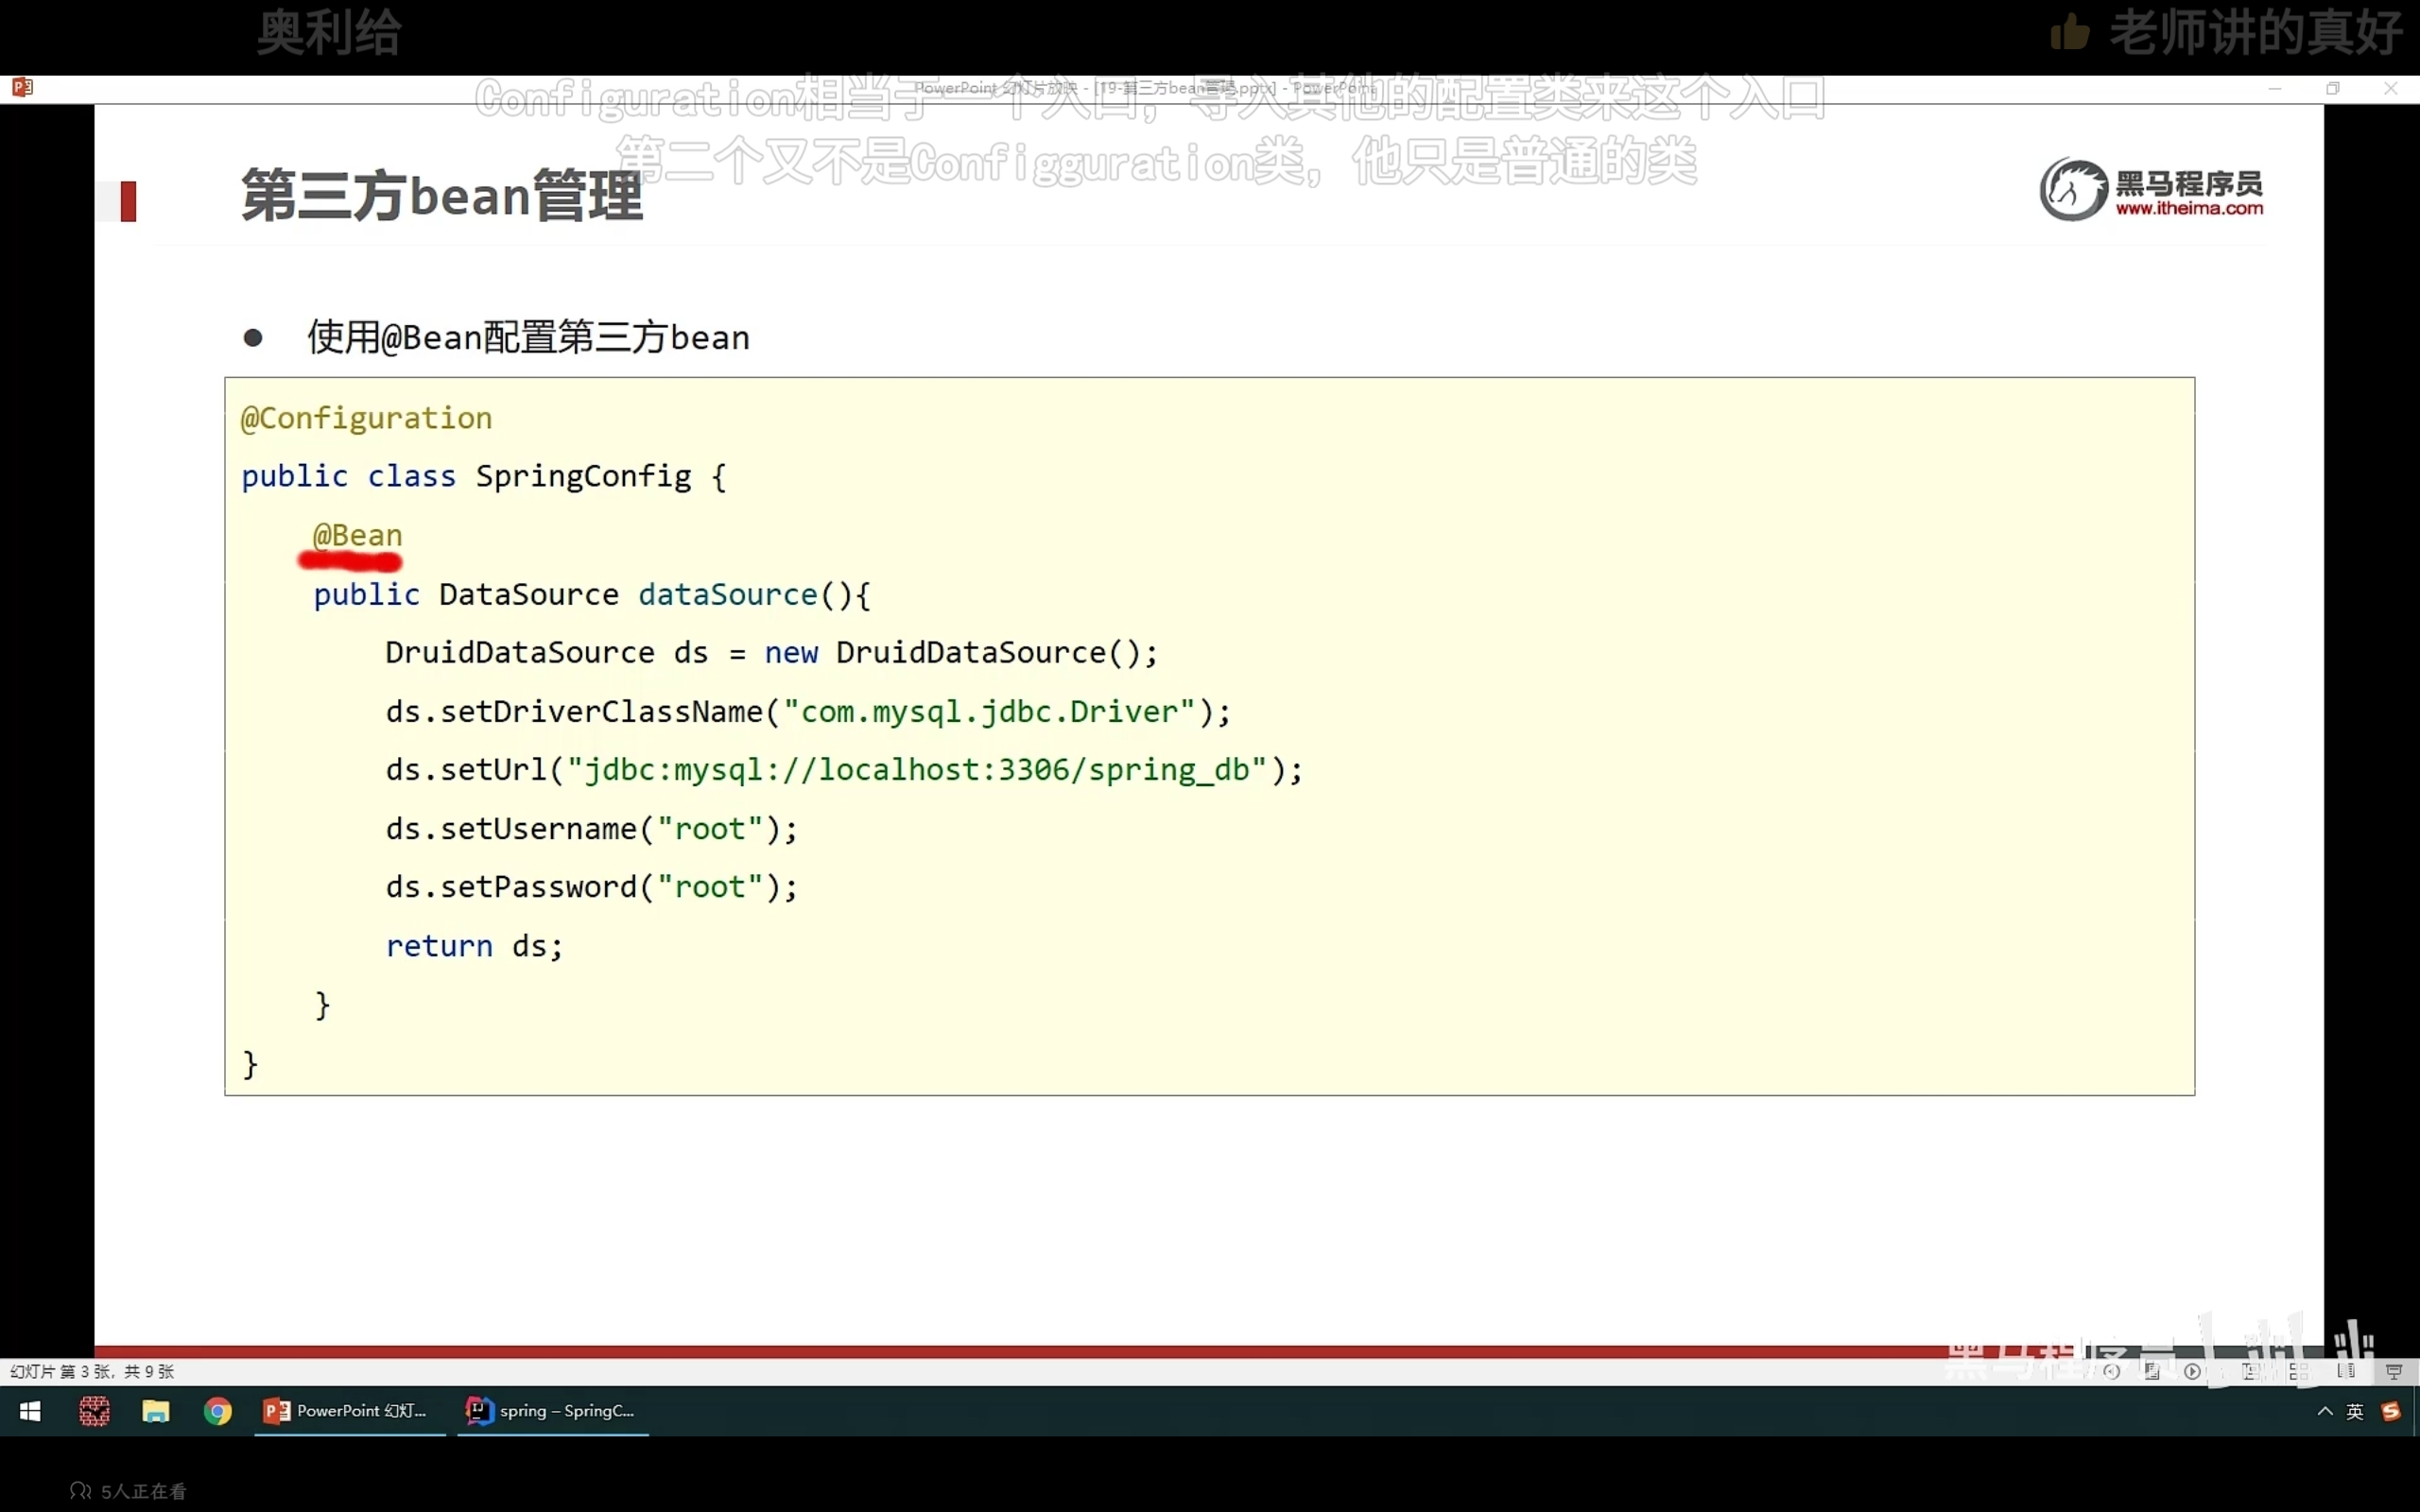 奥利给
老师讲的真好
PowerPoint 幻灯片放映 - [19-第三方bean管理.pptx] - PowerPoint
Configuration相当于一个入口，导入其他的配置类来这个入口
第二个又不是Configguration类，他只是普通的类
第三方bean管理
黑马程序员
www.itheima.com
● 使用@Bean配置第三方bean
@Configuration
public class SpringConfig {
@Bean
public DataSource dataSource(){
DruidDataSource ds = new DruidDataSource();
ds.setDriverClassName("com.mysql.jdbc.Driver");
ds.setUrl("jdbc:mysql://localhost:3306/spring_db");
ds.setUsername("root");
ds.setPassword("root");
return ds;
}
}
黑马程序员
幻灯片 第 3 张，共 9 张
PowerPoint 幻灯...
spring – SpringC...
英
5人正在看